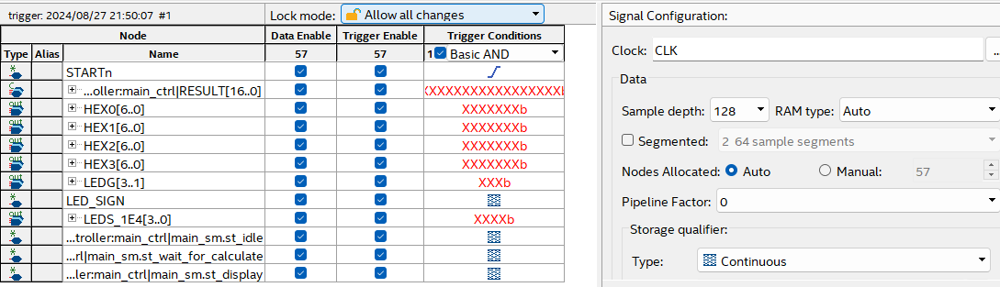 trigger: 2024/08/27 21:50:07 #1
Lock mode: Allow all changes
Node Data Enable Trigger Enable Trigger Conditions
Type Alias Name 57 57 1 Basic AND
STARTn
...oller:main_ctrl|RESULT[16..0] XXXXXXXXXXXXXXXXXb
HEX0[6..0] XXXXXXXb
HEX1[6..0] XXXXXXXb
HEX2[6..0] XXXXXXXb
HEX3[6..0] XXXXXXXb
LEDG[3..1] XXXb
LED_SIGN
LEDS_1E4[3..0] XXXXb
...troller:main_ctrl|main_sm.st_idle
...rl|main_sm.st_wait_for_calculate
...ler:main_ctrl|main_sm.st_display
Signal Configuration:
Clock: CLK ...
Data
Sample depth: 128 RAM type: Auto
Segmented: 2 64 sample segments
Nodes Allocated: Auto Manual: 57
Pipeline Factor: 0
Storage qualifier:
Type: Continuous